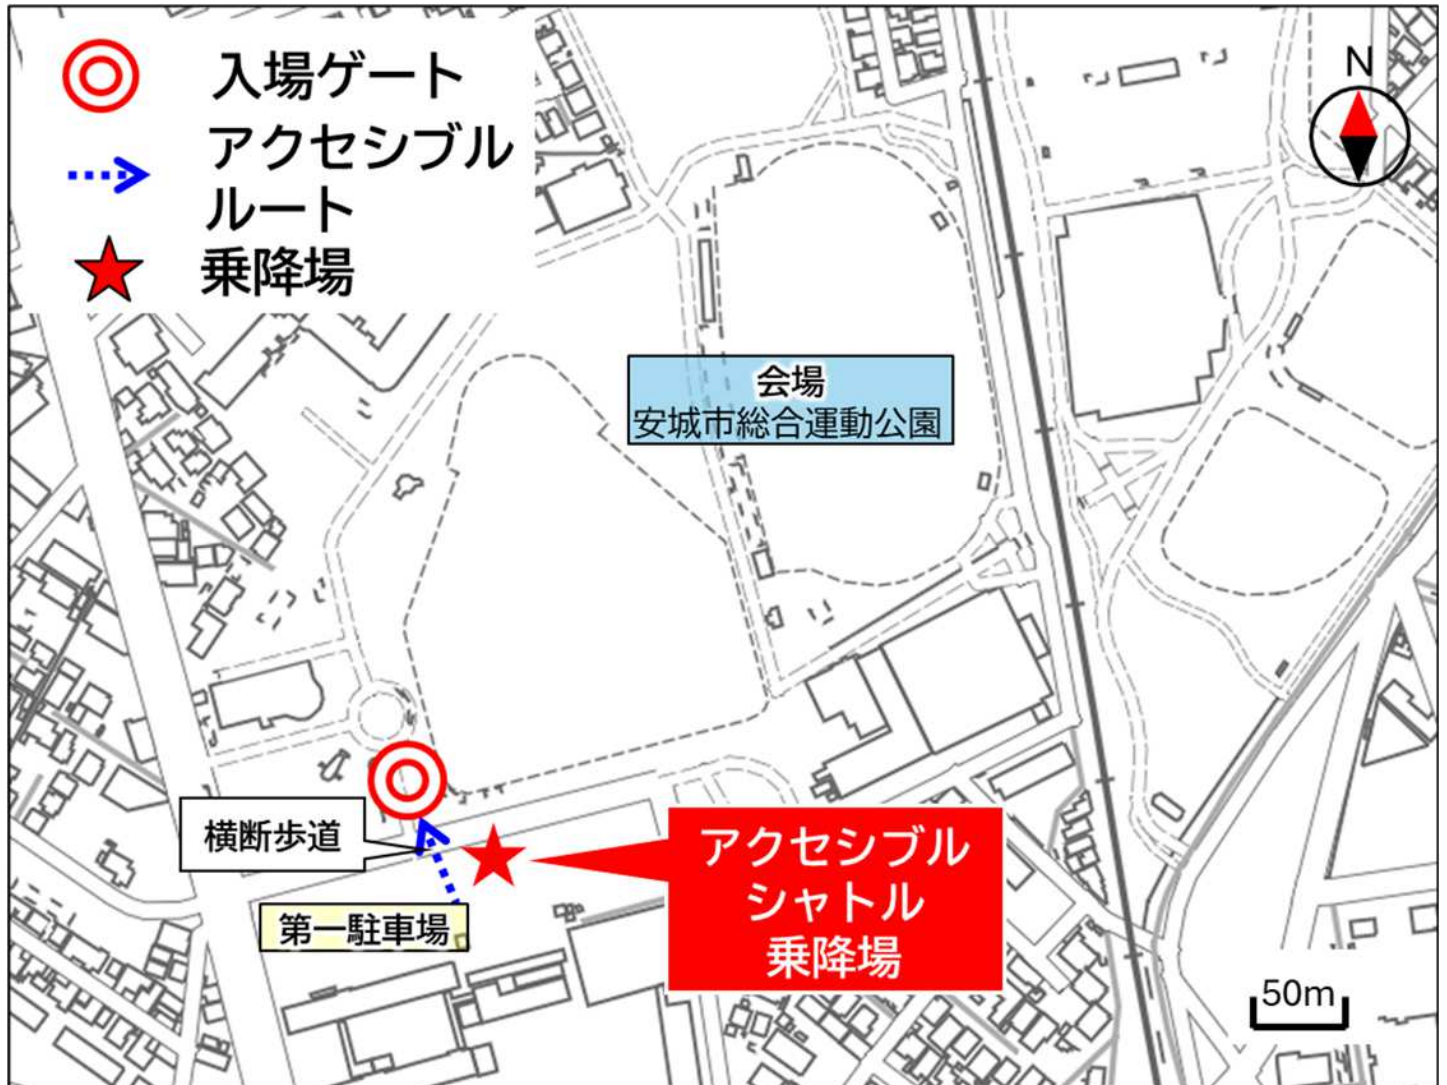 入場ゲート
アクセシブル
ルート
乗降場
N
会場
安城市総合運動公園
横断歩道
第一駐車場
アクセシブル
シャトル
乗降場
50m